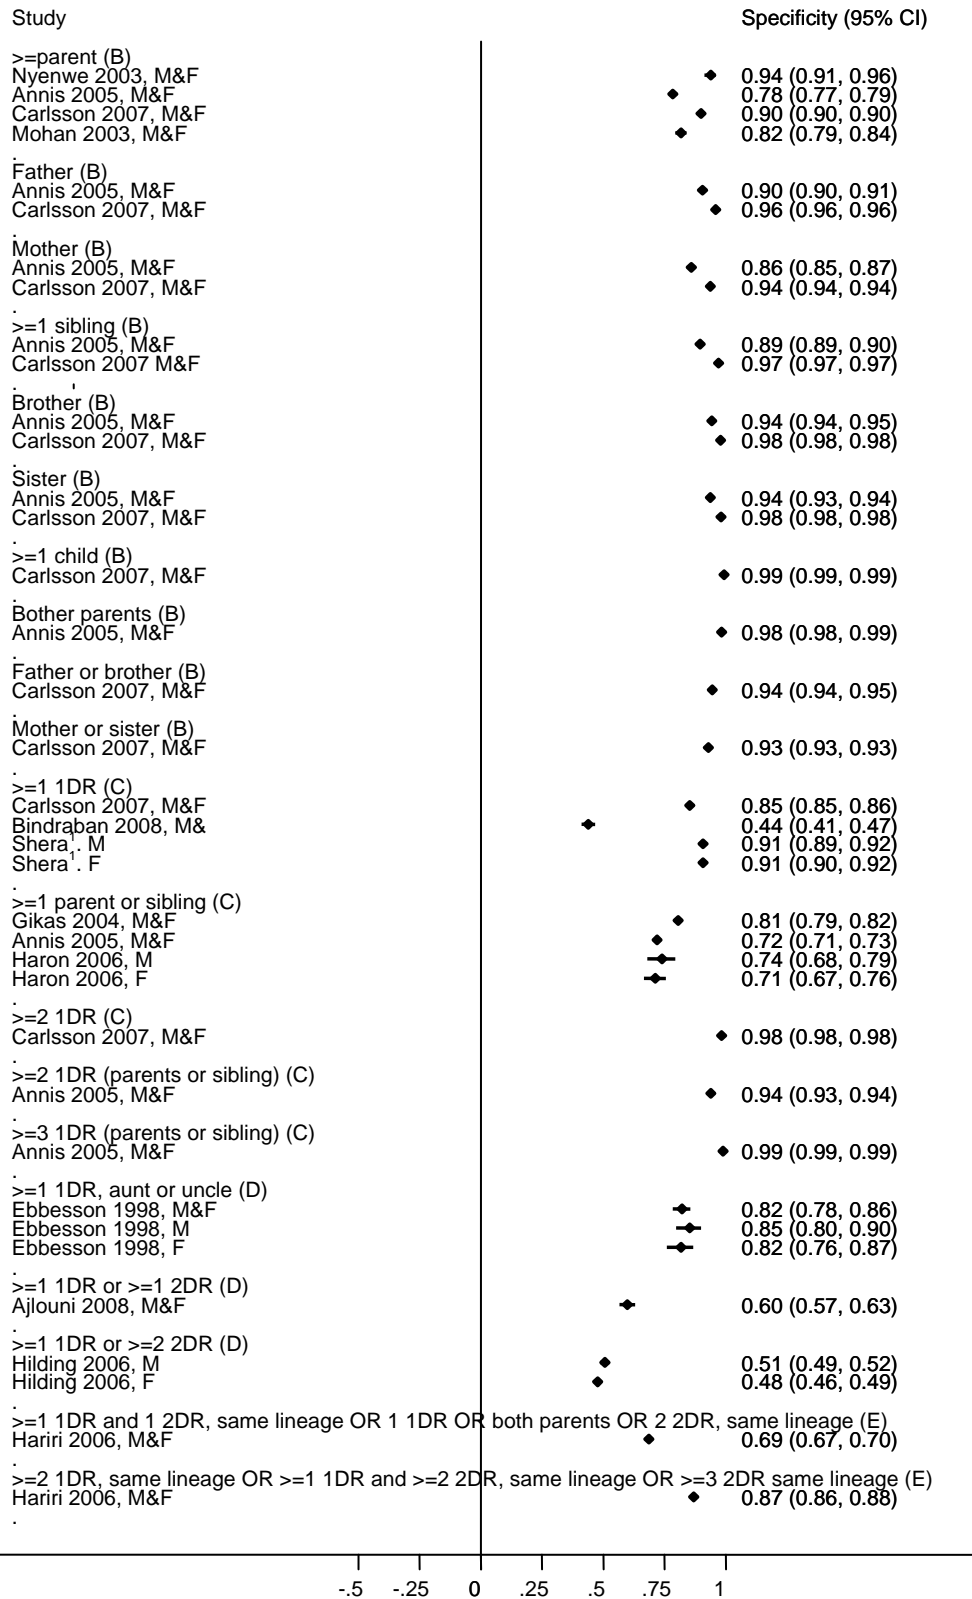 Study Specificity (95% CI)
>=parent (B)
Nyenwe 2003, M&F 0.94 (0.91, 0.96)
Annis 2005, M&F 0.78 (0.77, 0.79)
Carlsson 2007, M&F 0.90 (0.90, 0.90)
Mohan 2003, M&F 0.82 (0.79, 0.84)
.
Father (B)
Annis 2005, M&F 0.90 (0.90, 0.91)
Carlsson 2007, M&F 0.96 (0.96, 0.96)
.
Mother (B)
Annis 2005, M&F 0.86 (0.85, 0.87)
Carlsson 2007, M&F 0.94 (0.94, 0.94)
.
>=1 sibling (B)
Annis 2005, M&F 0.89 (0.89, 0.90)
Carlsson 2007 M&F 0.97 (0.97, 0.97)
.
Brother (B)
Annis 2005, M&F 0.94 (0.94, 0.95)
Carlsson 2007, M&F 0.98 (0.98, 0.98)
.
Sister (B)
Annis 2005, M&F 0.94 (0.93, 0.94)
Carlsson 2007, M&F 0.98 (0.98, 0.98)
.
>=1 child (B)
Carlsson 2007, M&F 0.99 (0.99, 0.99)
.
Bother parents (B)
Annis 2005, M&F 0.98 (0.98, 0.99)
.
Father or brother (B)
Carlsson 2007, M&F 0.94 (0.94, 0.95)
.
Mother or sister (B)
Carlsson 2007, M&F 0.93 (0.93, 0.93)
.
>=1 1DR (C)
Carlsson 2007, M&F 0.85 (0.85, 0.86)
Bindraban 2008, M& 0.44 (0.41, 0.47)
Shera¹. M 0.91 (0.89, 0.92)
Shera¹. F 0.91 (0.90, 0.92)
.
>=1 parent or sibling (C)
Gikas 2004, M&F 0.81 (0.79, 0.82)
Annis 2005, M&F 0.72 (0.71, 0.73)
Haron 2006, M 0.74 (0.68, 0.79)
Haron 2006, F 0.71 (0.67, 0.76)
.
>=2 1DR (C)
Carlsson 2007, M&F 0.98 (0.98, 0.98)
.
>=2 1DR (parents or sibling) (C)
Annis 2005, M&F 0.94 (0.93, 0.94)
.
>=3 1DR (parents or sibling) (C)
Annis 2005, M&F 0.99 (0.99, 0.99)
.
>=1 1DR, aunt or uncle (D)
Ebbesson 1998, M&F 0.82 (0.78, 0.86)
Ebbesson 1998, M 0.85 (0.80, 0.90)
Ebbesson 1998, F 0.82 (0.76, 0.87)
.
>=1 1DR or >=1 2DR (D)
Ajlouni 2008, M&F 0.60 (0.57, 0.63)
.
>=1 1DR or >=2 2DR (D)
Hilding 2006, M 0.51 (0.49, 0.52)
Hilding 2006, F 0.48 (0.46, 0.49)
.
>=1 1DR and 1 2DR, same lineage OR 1 1DR OR both parents OR 2 2DR, same lineage (E)
Hariri 2006, M&F 0.69 (0.67, 0.70)
.
>=2 1DR, same lineage OR >=1 1DR and >=2 2DR, same lineage OR >=3 2DR same lineage (E)
Hariri 2006, M&F 0.87 (0.86, 0.88)
.
-.5 -.25 0 .25 .5 .75 1